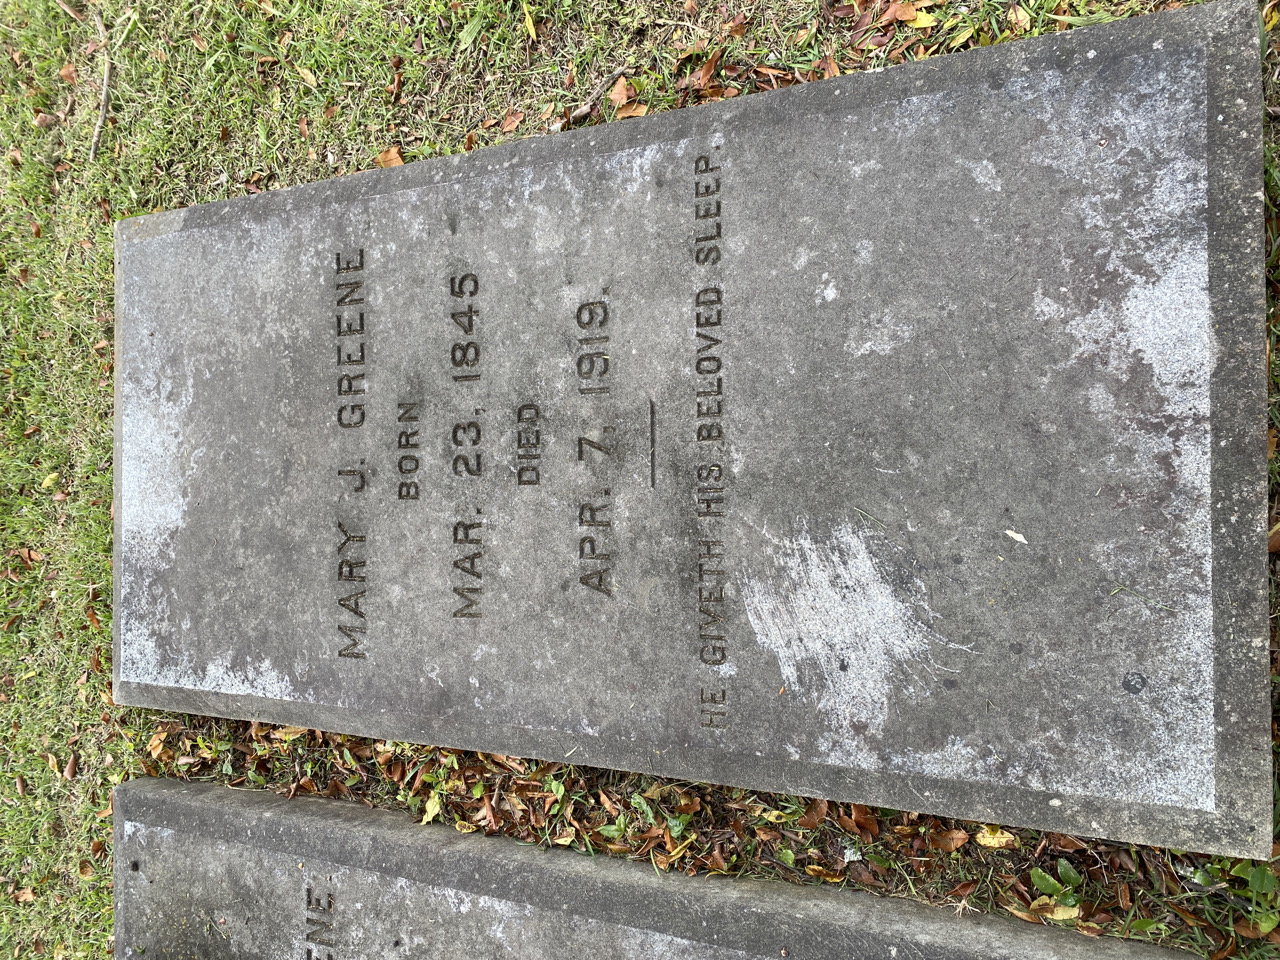 ENE
MARY J. GREENE
BORN
MAR. 23, 1845
DIED
APR. 7, 1919.
HE GIVETH HIS BELOVED SLEEP.